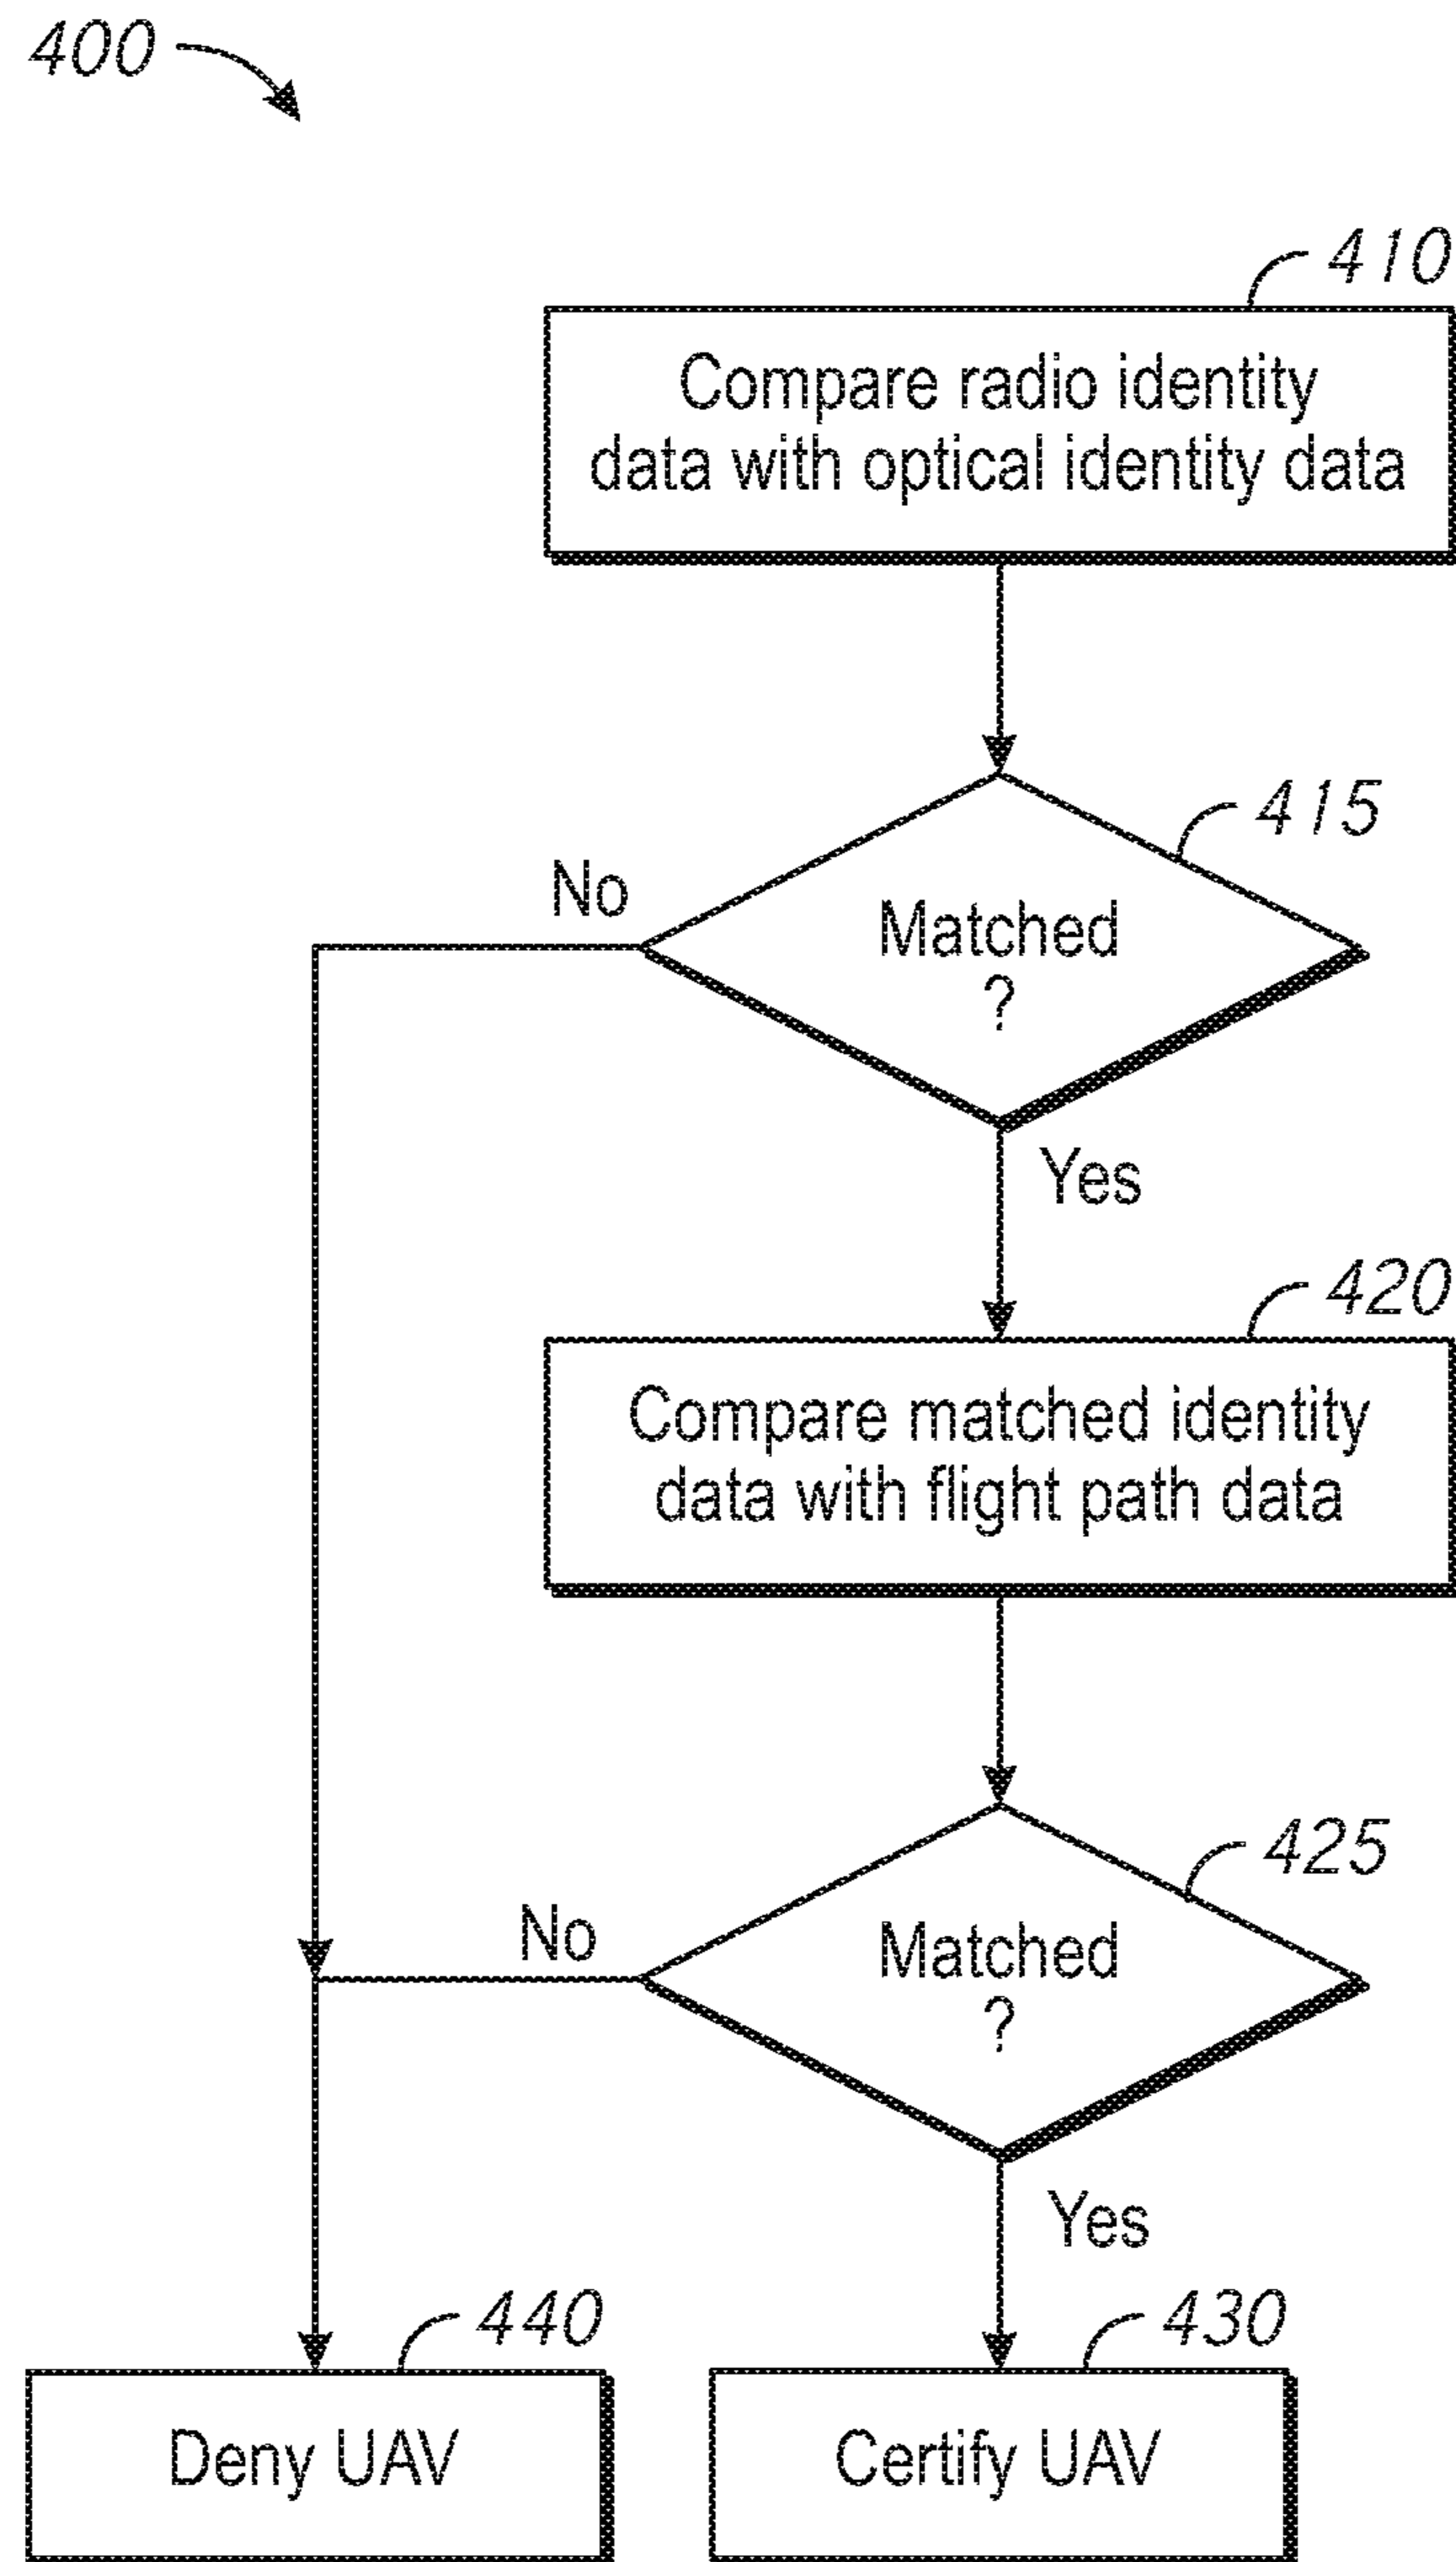 400
410
Compare radio identity
data with optical identity data
415
No
Matched
?
Yes
420
Compare matched identity
data with flight path data
425
No
Matched
?
Yes
440
430
Deny UAV
Certify UAV